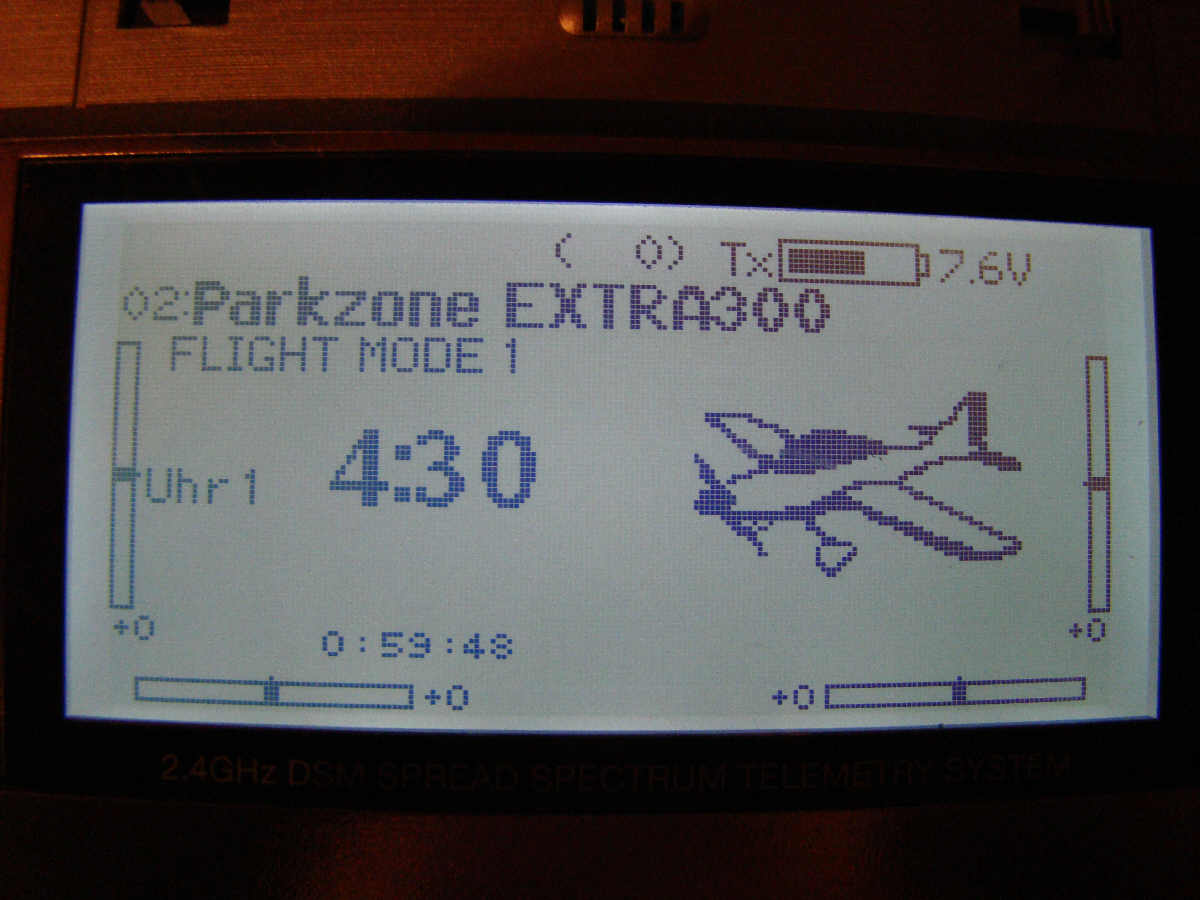 ( 0) Tx 7.6V
02:Parkzone EXTRA300
FLIGHT MODE 1
Uhr1 4:30
+0 +0
0:59:48
+0 +0
2.4GHz DSM SPREAD SPECTRUM TELEMETRY SYSTEM